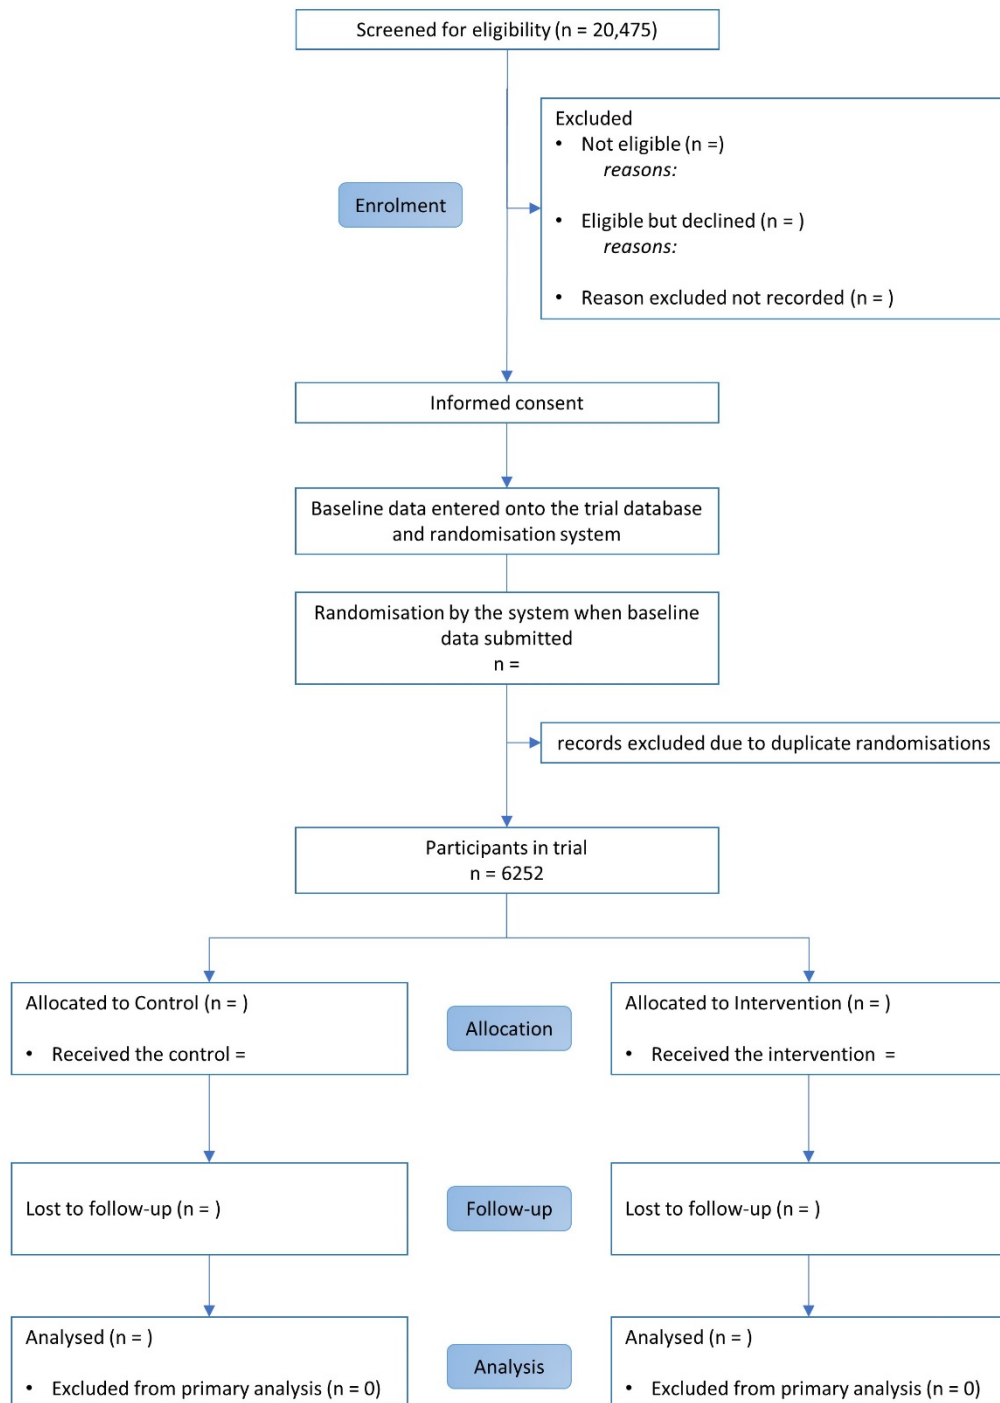 Screened for eligibility (n = 20,475)
Excluded
• Not eligible (n =)
reasons:
• Eligible but declined (n = )
reasons:
• Reason excluded not recorded (n = )
Enrolment
Informed consent
Baseline data entered onto the trial database
and randomisation system
Randomisation by the system when baseline
data submitted
n =
records excluded due to duplicate randomisations
Participants in trial
n = 6252
Allocated to Control (n = )
• Received the control =
Allocation
Allocated to Intervention (n = )
• Received the intervention =
Lost to follow-up (n = )
Follow-up
Lost to follow-up (n = )
Analysed (n = )
• Excluded from primary analysis (n = 0)
Analysis
Analysed (n = )
• Excluded from primary analysis (n = 0)